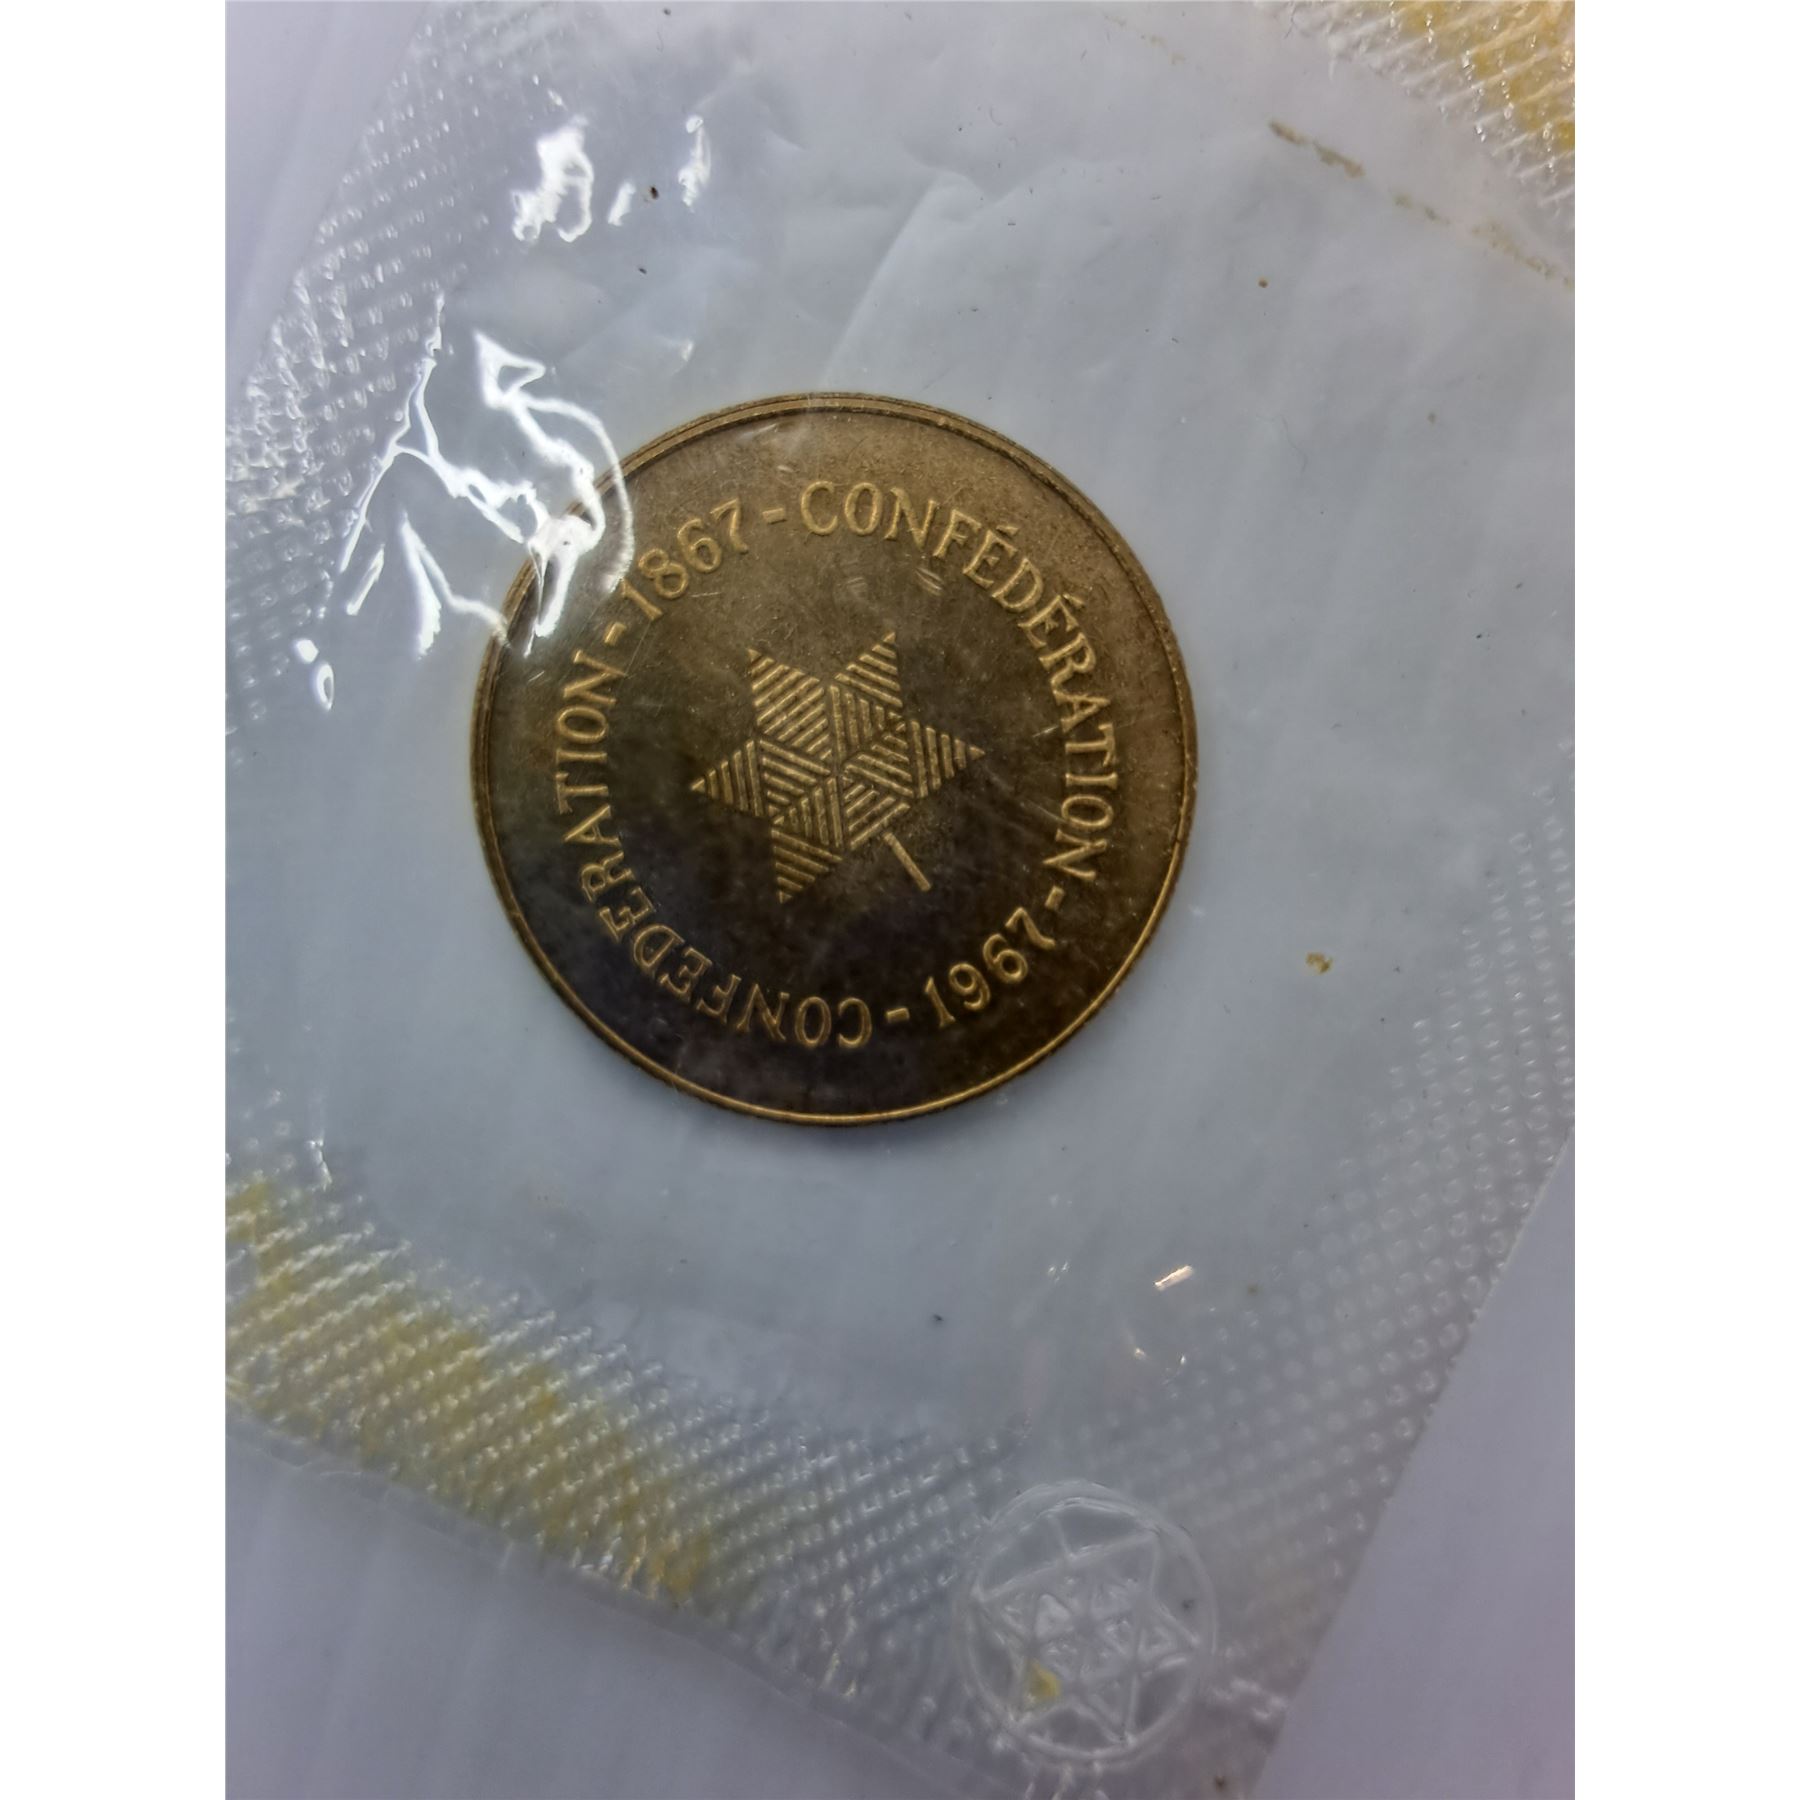 1867 - CONFÉDÉRATION - 1967 - CONFEDERATION -